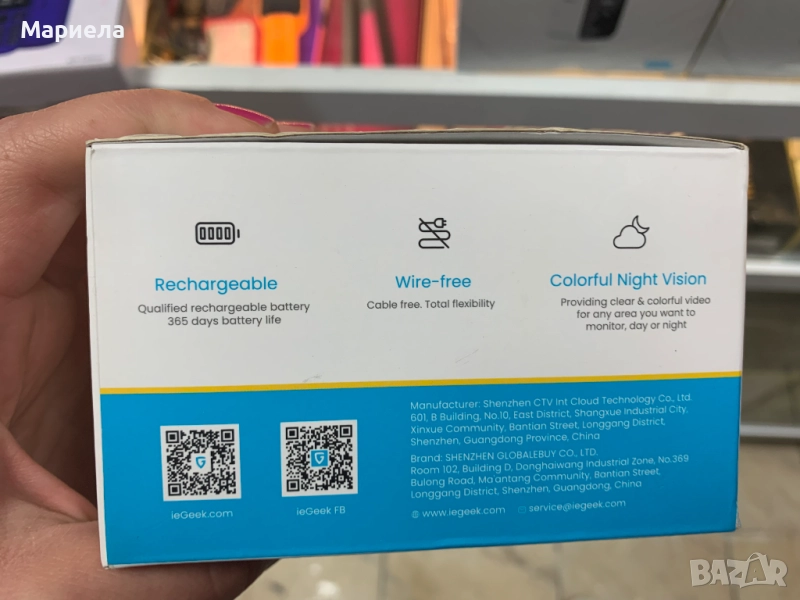 Мариела
Rechargeable
Qualified rechargeable battery
365 days battery life
Wire-free
Cable free. Total flexibility
Colorful Night Vision
Providing clear & colorful video
for any area you want to
monitor, day or night
ieGeek.com
ieGeek FB
Manufacturer: Shenzhen CTV Int Cloud Technology Co., Ltd.
601, B Building, No.10, East District, Shangxue Industrial City,
Xinxue Community, Bantian Street, Longgang District,
Shenzhen, Guangdong Province, China
Brand: SHENZHEN GLOBALEBUY CO., LTD.
Room 102, Building D, Donghaiwang Industrial Zone, No.369
Bulong Road, Ma antang Community, Bantian Street,
Longgang District, Shenzhen, Guangdong, China
www.iegeek.com service@iegeek.com
BAZAR